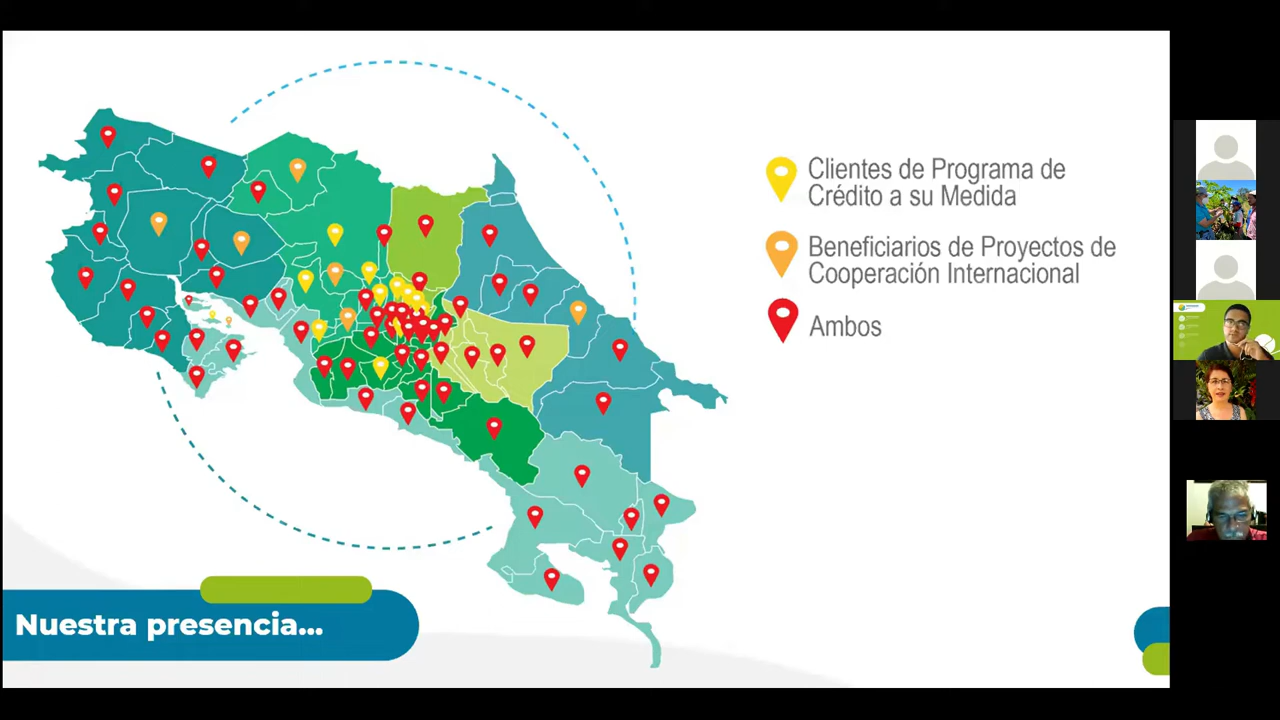 Clientes de Programa de
Crédito a su Medida
Beneficiarios de Proyectos de
Cooperación Internacional
Ambos
Nuestra presencia...